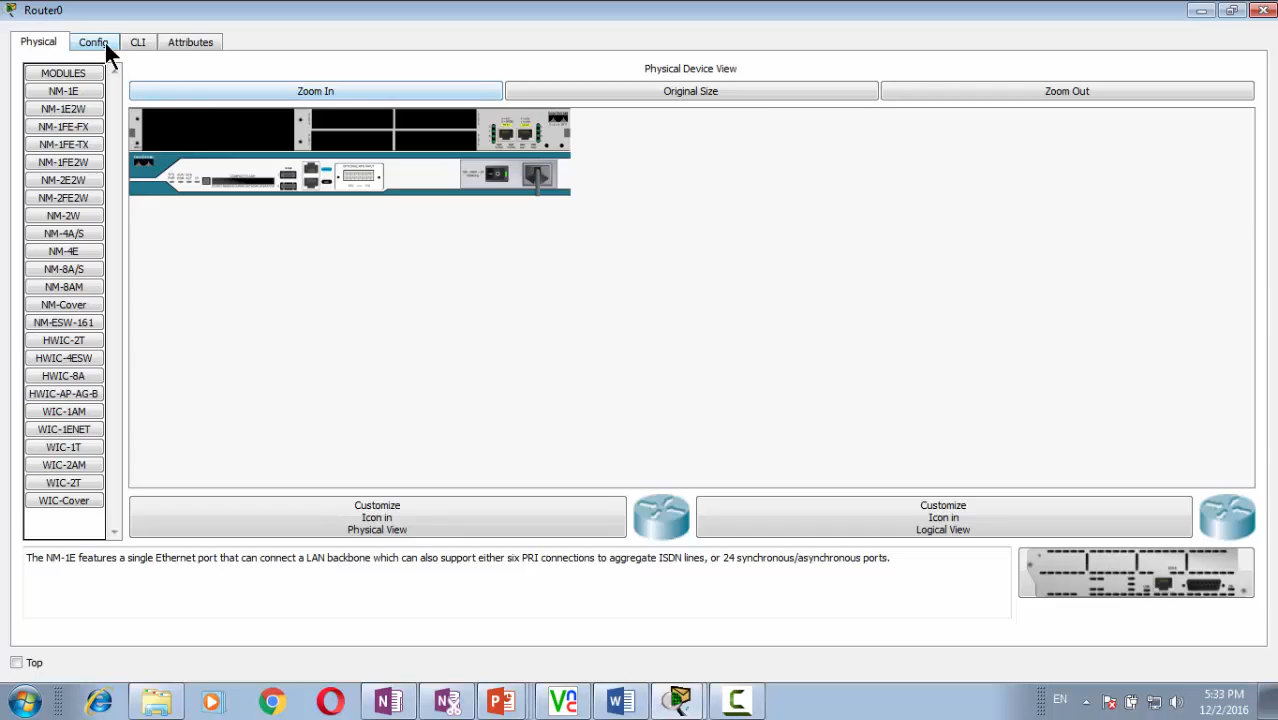 Router0
Physical
Config
CLI
Attributes
MODULES
NM-1E
NM-1E2W
NM-1FE-FX
NM-1FE-TX
NM-1FE2W
NM-2E2W
NM-2FE2W
NM-2W
NM-4A/S
NM-4E
NM-8A/S
NM-8AM
NM-Cover
NM-ESW-161
HWIC-2T
HWIC-4ESW
HWIC-8A
HWIC-AP-AG-B
WIC-1AM
WIC-1ENET
WIC-1T
WIC-2AM
WIC-2T
WIC-Cover
Physical Device View
Zoom In
Original Size
Zoom Out
Customize
Icon in
Physical View
Customize
Icon in
Logical View
The NM-1E features a single Ethernet port that can connect a LAN backbone which can also support either six PRI connections to aggregate ISDN lines, or 24 synchronous/asynchronous ports.
Top
EN
5:33 PM
12/2/2016